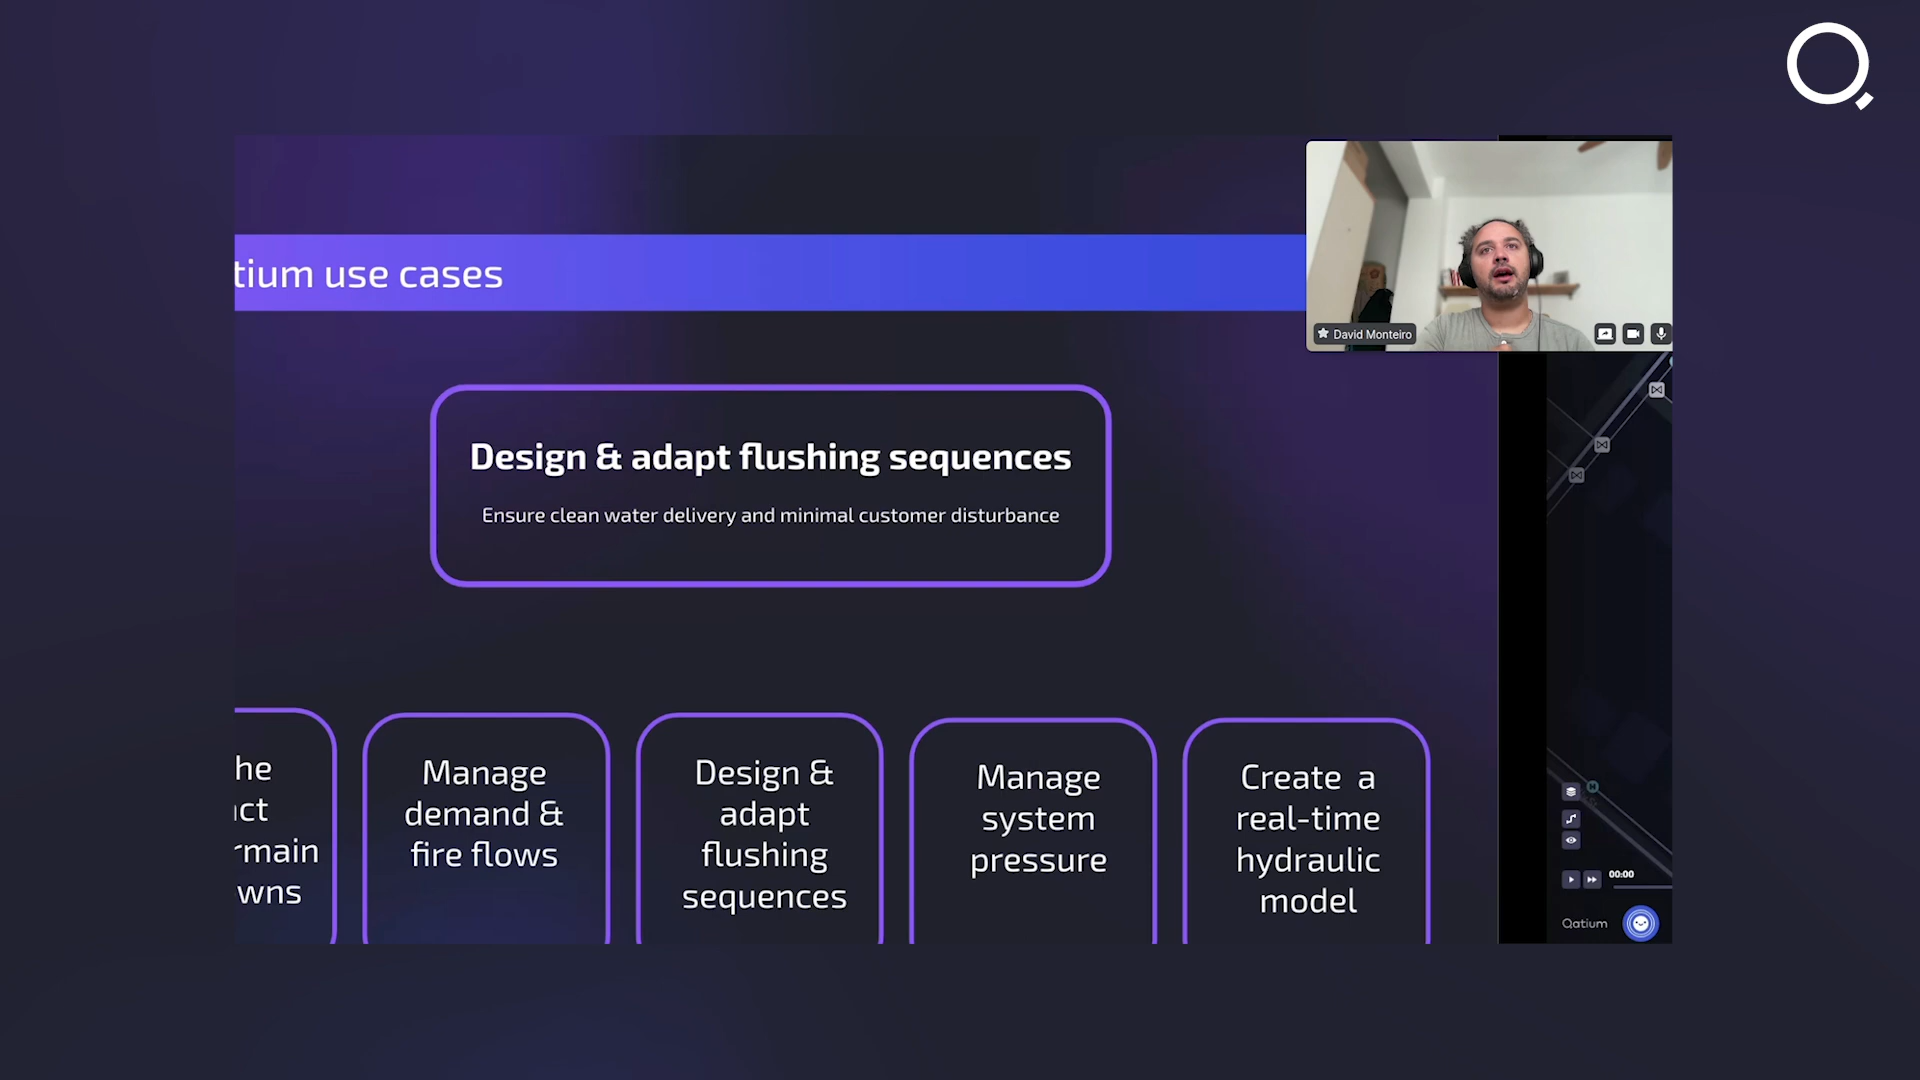 tium use cases
David Monteiro
Design & adapt flushing sequences
Ensure clean water delivery and minimal customer disturbance
he
ct
rmain
wns
Manage
demand &
fire flows
Design &
adapt
flushing
sequences
Manage
system
pressure
Create a
real-time
hydraulic
model
00:00
Qatium